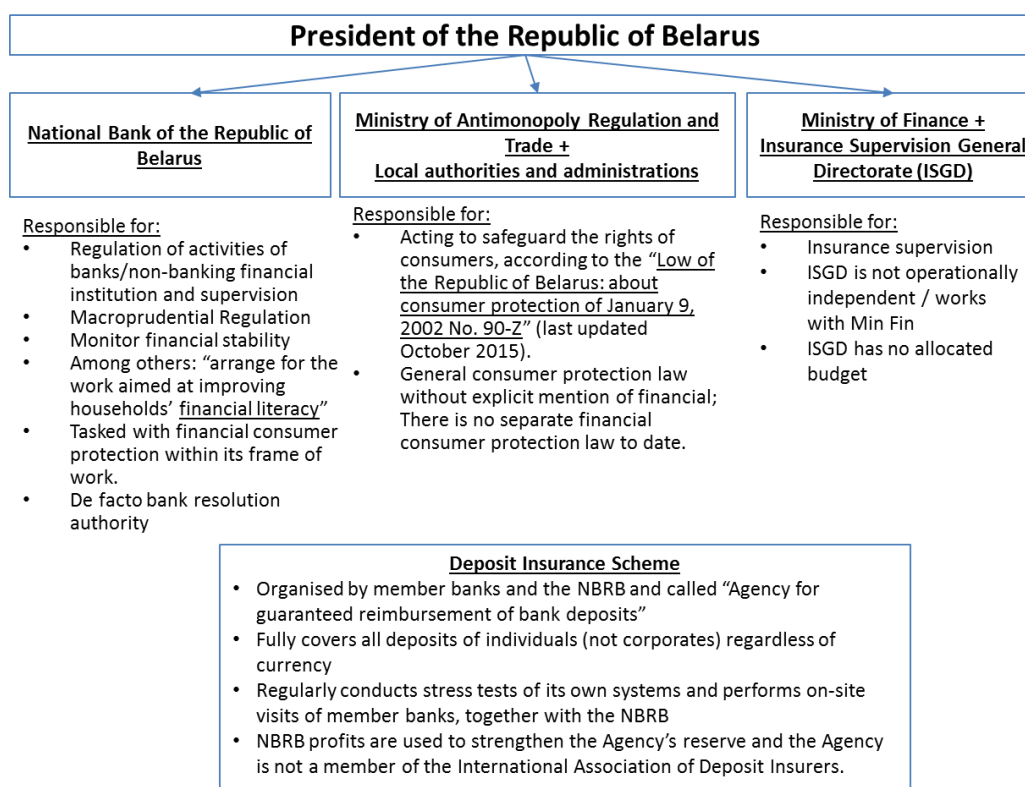 President of the Republic of Belarus
National Bank of the Republic of
Belarus
Responsible for:
• Regulation of activities of
banks/non-banking financial
institution and supervision
• Macroprudential Regulation
• Monitor financial stability
• Among others: “arrange for the
work aimed at improving
households’ financial literacy”
• Tasked with financial consumer
protection within its frame of
work.
• De facto bank resolution
authority
Ministry of Antimonopoly Regulation and
Trade +
Local authorities and administrations
Responsible for:
• Acting to safeguard the rights of
consumers, according to the “Low of
the Republic of Belarus: about
consumer protection of January 9,
2002 No. 90-Z” (last updated
October 2015).
• General consumer protection law
without explicit mention of financial;
There is no separate financial
consumer protection law to date.
Ministry of Finance +
Insurance Supervision General
Directorate (ISGD)
Responsible for:
• Insurance supervision
• ISGD is not operationally
independent / works
with Min Fin
• ISGD has no allocated
budget
Deposit Insurance Scheme
• Organised by member banks and the NBRB and called “Agency for
guaranteed reimbursement of bank deposits”
• Fully covers all deposits of individuals (not corporates) regardless of
currency
• Regularly conducts stress tests of its own systems and performs on-site
visits of member banks, together with the NBRB
• NBRB profits are used to strengthen the Agency’s reserve and the Agency
is not a member of the International Association of Deposit Insurers.